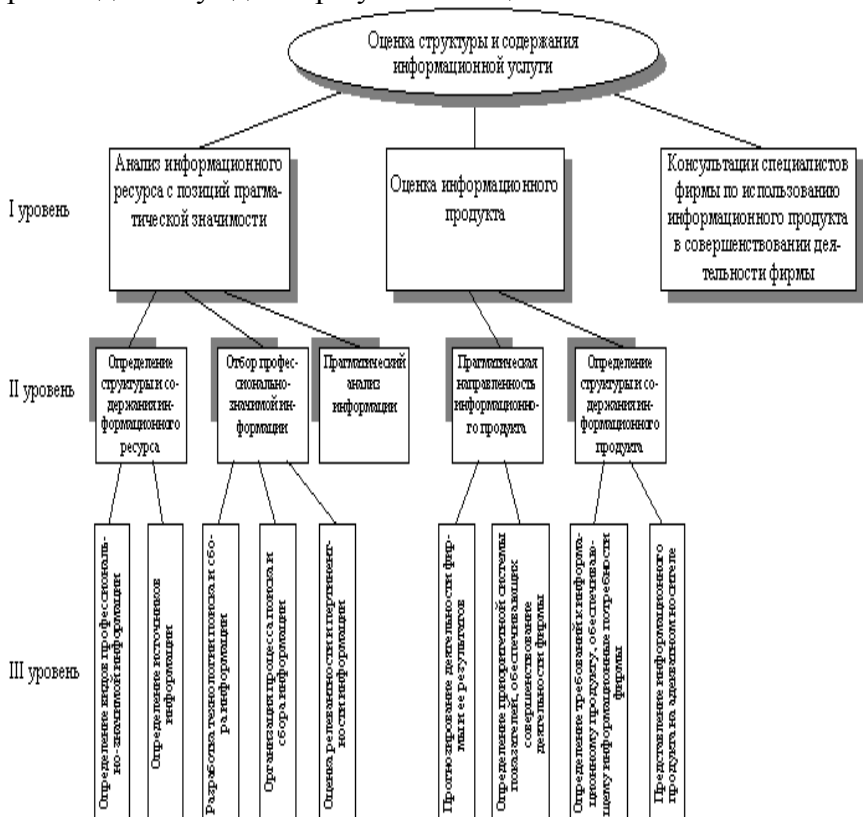 Оценка структуры и содержания
информационной услуги
Анализ информационного
ресурса с позиций прагма-
тической значимости
Оценка информационного
продукта
Консультации специалистов
фирмы по использованию
информационного продукта
в совершенствовании дея-
тельности фирмы
I уровень
Определение
структуры и со-
держания ин-
формационного
ресурса
Отбор профес-
сионально-
значимой ин-
формации
Прагматический
анализ
информации
Прагматическая
направленность
информационно-
го продукта
Определение
структуры и со-
держания ин-
формационного
продукта
II уровень
Определение видов профессиональ-
но-значимой информации
Определение источников
информации
Разработка технологии поиска и сбо-
ра информации
Организация процесса поиска и
сбора информации
Оценка релевантности и пертинент-
ности информации
Прогнозирование деятельности фир-
мы и ее результатов
Определение приоритетной системы
показателей, обеспечивающих
совершенствование
деятельности фирмы
Определение требований к информа-
ционному продукту, обеспечиваю-
щему информационные потребности
фирмы
Представление информационного
продукта на адекватном носителе
III уровень